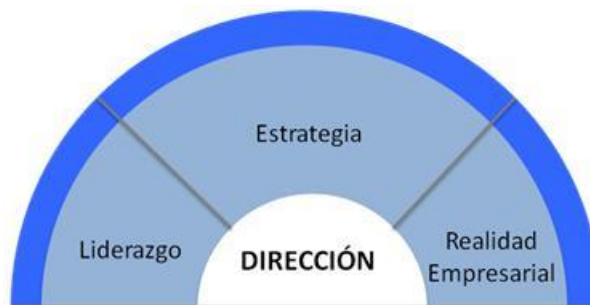 Estrategia
Liderazgo
DIRECCIÓN
Realidad
Empresarial